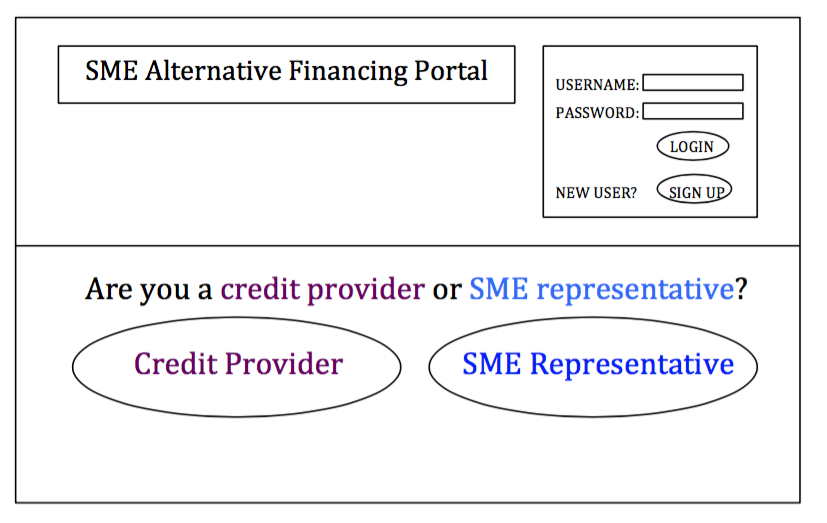 SME Alternative Financing Portal
USERNAME:
PASSWORD:
LOGIN
NEW USER? SIGN UP
Are you a credit provider or SME representative?
Credit Provider
SME Representative